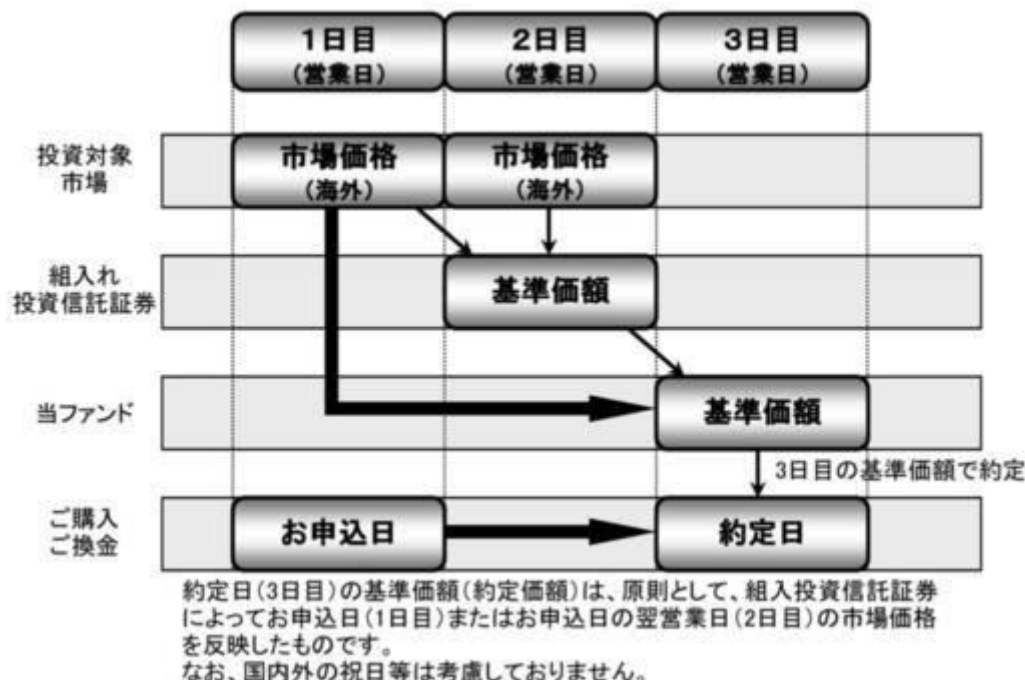 1日目
(営業日)
2日目
(営業日)
3日目
(営業日)
投資対象
市場
市場価格
(海外)
市場価格
(海外)
組入れ
投資信託証券
基準価額
当ファンド
基準価額
3日目の基準価額で約定
ご購入
ご換金
お申込日
約定日
約定日(3日目)の基準価額(約定価額)は、原則として、組入投資信託証券
によってお申込日(1日目)またはお申込日の翌営業日(2日目)の市場価格
を反映したものです。
なお、国内外の祝日等は考慮しておりません。